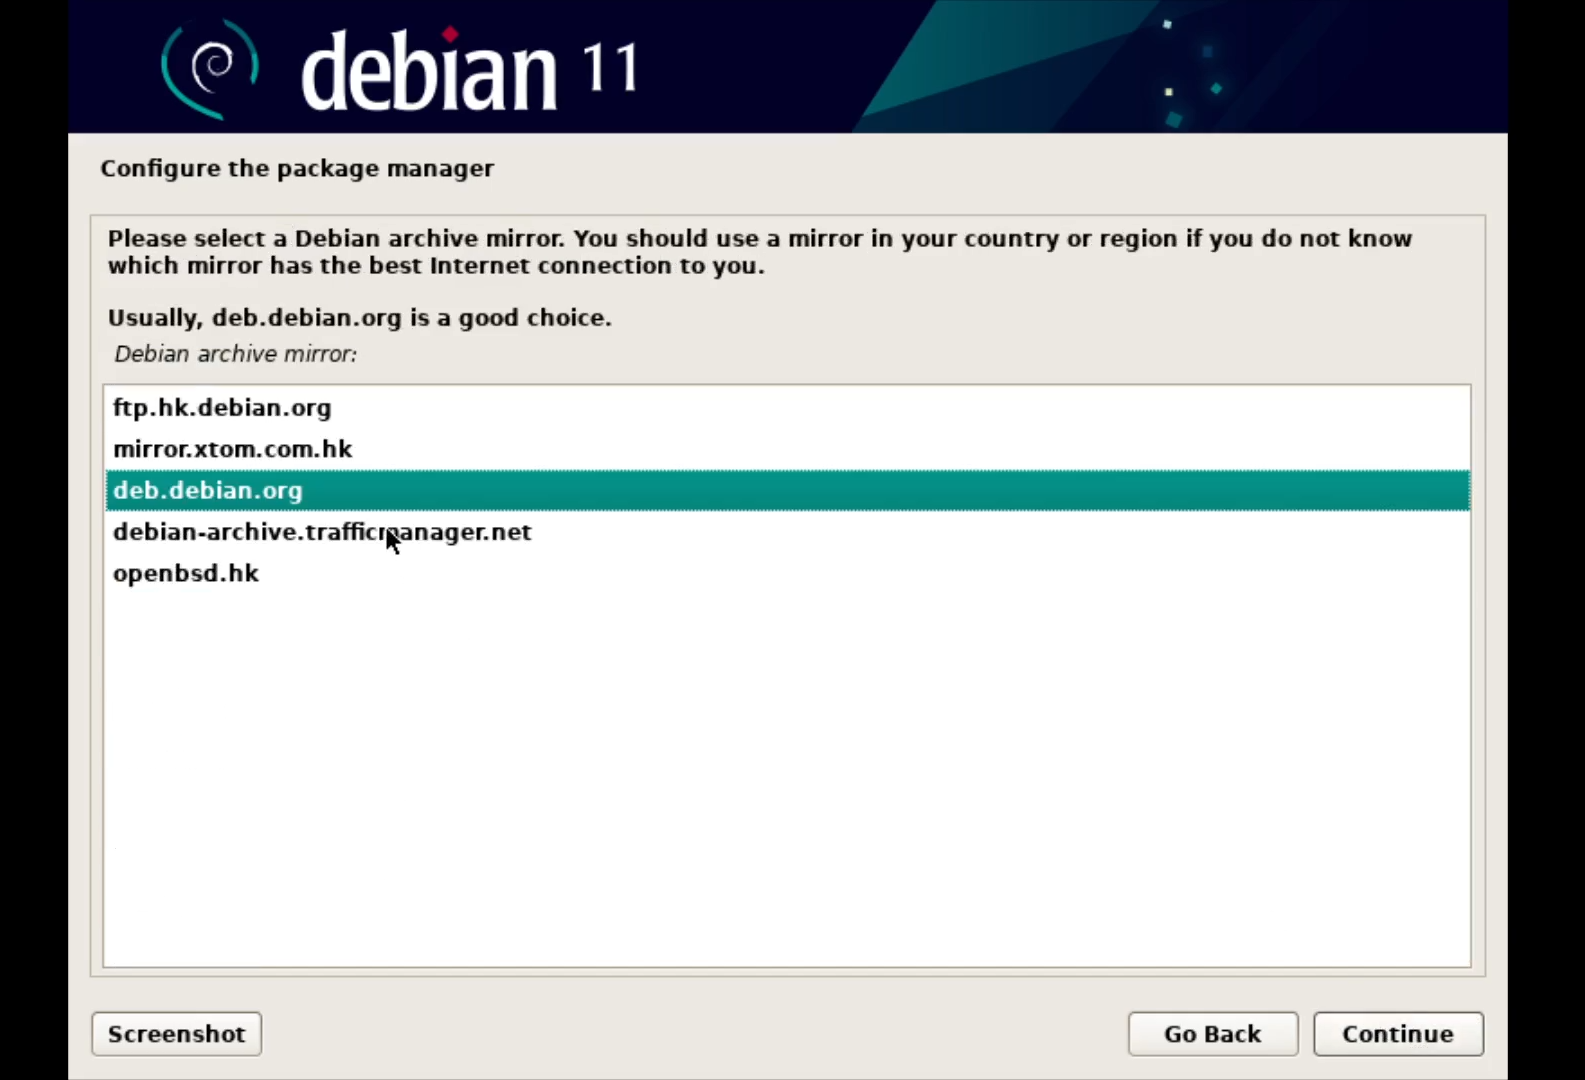 debian 11
Configure the package manager
Please select a Debian archive mirror. You should use a mirror in your country or region if you do not know
which mirror has the best Internet connection to you.
Usually, deb.debian.org is a good choice.
Debian archive mirror:
ftp.hk.debian.org
mirror.xtom.com.hk
deb.debian.org
debian-archive.trafficmanager.net
openbsd.hk
Screenshot
Go Back
Continue